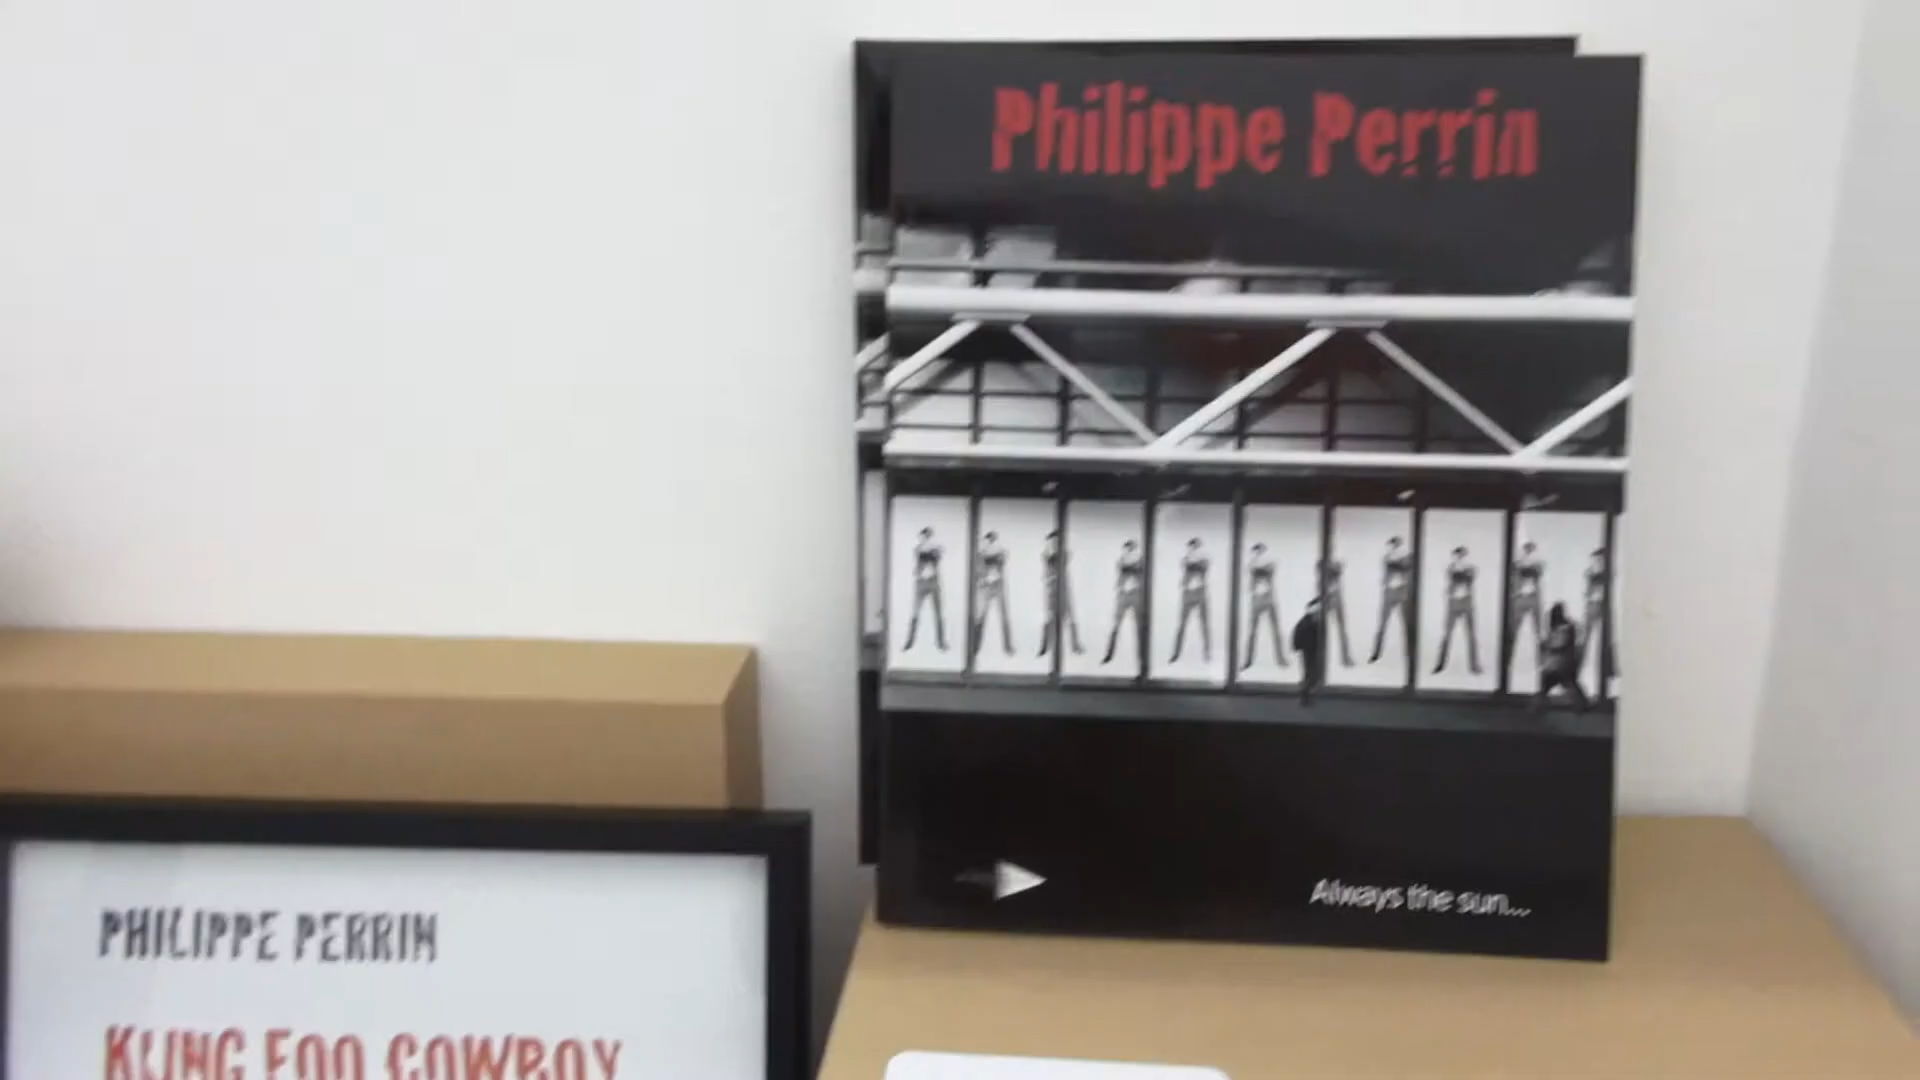 Philippe Perrin
Always the sun...
PHILIPPE PERRIN
KUNG FOO COWBOY